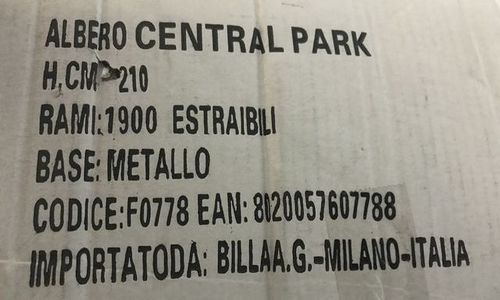 ALBERO CENTRAL PARK
H,CM 210
RAMI:1900 ESTRAIBILI
BASE: METALLO
CODICE:F0778 EAN: 8020057607788
IMPORTATODA: BILLAA.G.-MILANO-ITALIA